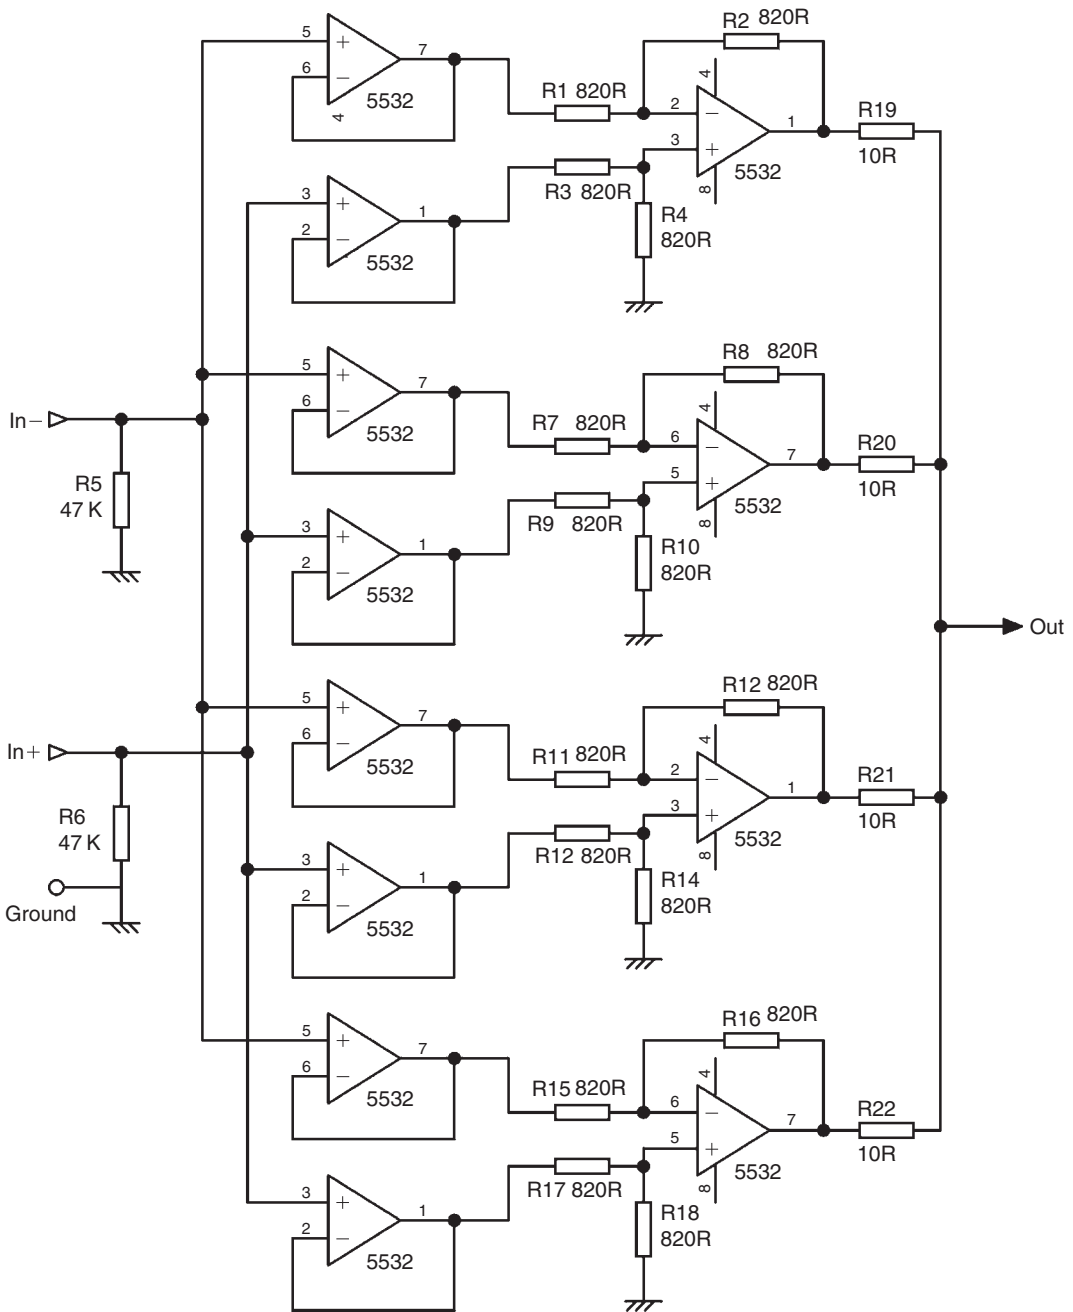 R2 820R
5
+
7
6
−
5532
4
R1 820R
4
2
−
1
3
+
5532
8
R19
10R
R3 820R
R4
820R
3
+
1
2
−
5532
R8 820R
5
+
7
6
−
5532
In−
R5
47 K
R7 820R
4
6
−
7
5
+
5532
8
R20
10R
R9 820R
R10
820R
3
+
1
2
−
5532
Out
R12 820R
5
+
7
6
−
5532
In+
R6
47 K
Ground
R11 820R
4
2
−
1
3
+
5532
8
R21
10R
R12 820R
R14
820R
3
+
1
2
−
5532
R16 820R
5
+
7
6
−
5532
R15 820R
4
6
−
7
5
+
5532
8
R22
10R
R17 820R
R18
820R
3
+
1
2
−
5532